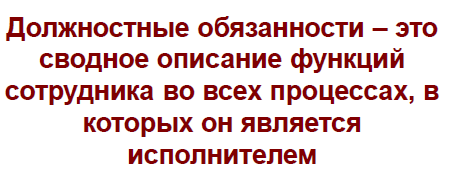 Должностные обязанности – это
сводное описание функций
сотрудника во всех процессах, в
которых он является
исполнителем